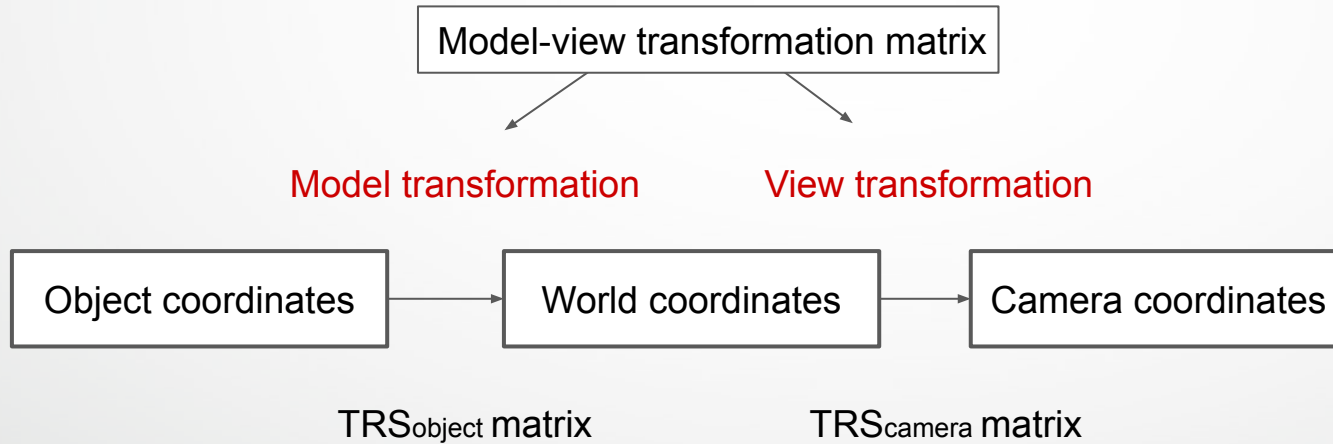 Model-view transformation matrix
Model transformation
View transformation
Object coordinates
World coordinates
Camera coordinates
TRSobject matrix
TRScamera matrix